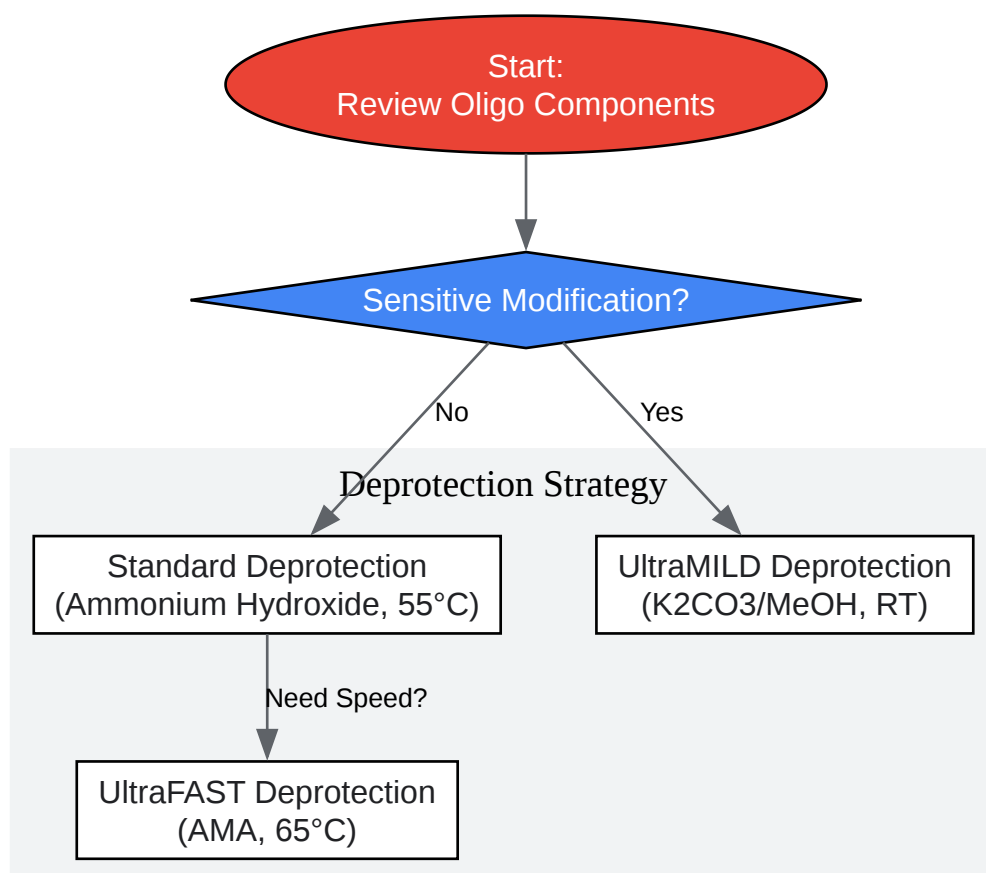 Start:
Review Oligo Components
Sensitive Modification?
No
Yes
Deprotection Strategy
Standard Deprotection
(Ammonium Hydroxide, 55°C)
UltraMILD Deprotection
(K2CO3/MeOH, RT)
Need Speed?
UltraFAST Deprotection
(AMA, 65°C)